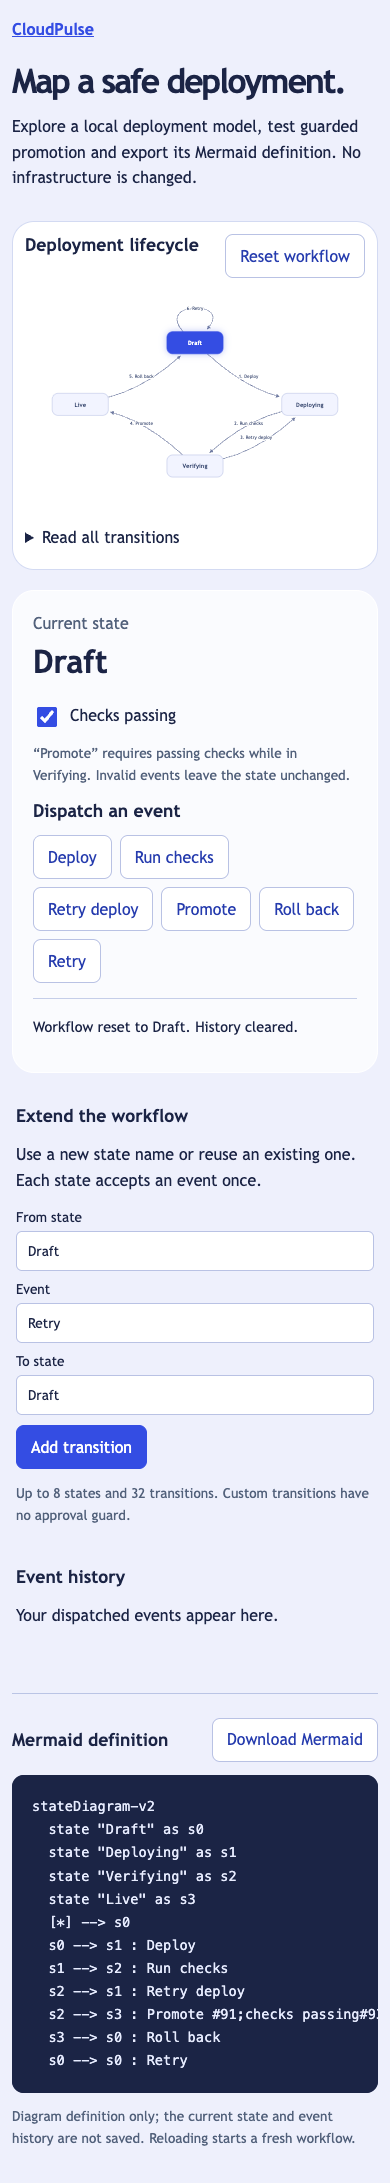 CloudPulse
Map a safe deployment.
Explore a local deployment model, test guarded
promotion and export its Mermaid definition. No
infrastructure is changed.
Deployment lifecycle
Reset workflow
6. Retry
Draft
5. Roll back
1. Deploy
Live
Deploying
4. Promote
2. Run checks
3. Retry deploy
Verifying
Read all transitions
Current state
Draft
Checks passing
“Promote” requires passing checks while in
Verifying. Invalid events leave the state unchanged.
Dispatch an event
Deploy
Run checks
Retry deploy
Promote
Roll back
Retry
Workflow reset to Draft. History cleared.
Extend the workflow
Use a new state name or reuse an existing one.
Each state accepts an event once.
From state
Draft
Event
Retry
To state
Draft
Add transition
Up to 8 states and 32 transitions. Custom transitions have
no approval guard.
Event history
Your dispatched events appear here.
Mermaid definition
Download Mermaid
stateDiagram-v2
state "Draft" as s0
state "Deploying" as s1
state "Verifying" as s2
state "Live" as s3
[*] --> s0
s0 --> s1 : Deploy
s1 --> s2 : Run checks
s2 --> s1 : Retry deploy
s2 --> s3 : Promote #91;checks passing#9
s3 --> s0 : Roll back
s0 --> s0 : Retry
Diagram definition only; the current state and event
history are not saved. Reloading starts a fresh workflow.